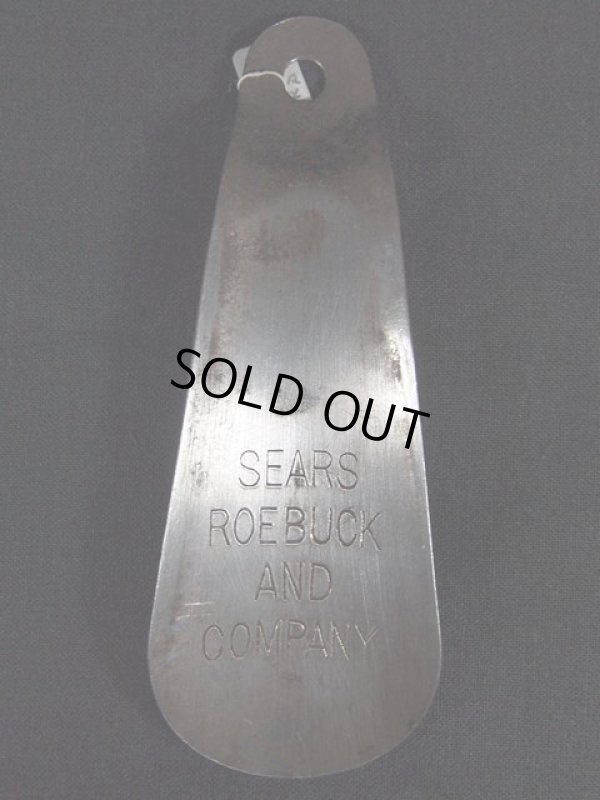 SOLD OUT
SEARS
ROEBUCK
AND
COMPANY